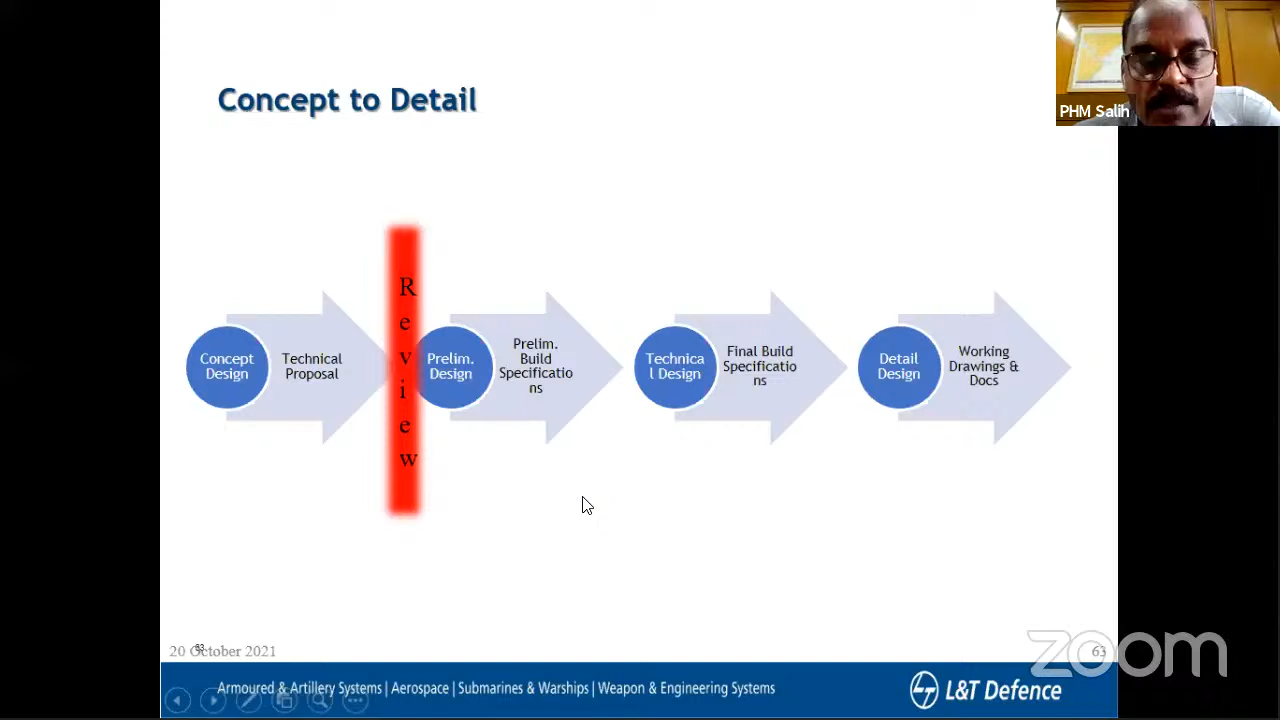 PHM Salih
Concept to Detail
Concept
Design
Technical
Proposal
R
e
v
i
e
w
Prelim.
Design
Prelim.
Build
Specificatio
ns
Technica
l Design
Final Build
Specificatio
ns
Detail
Design
Working
Drawings &
Docs
20 October 2021
63
zoom
Armoured & Artillery Systems| Aerospace| Submarines & Warships| Weapon & Engineering Systems
L&T Defence